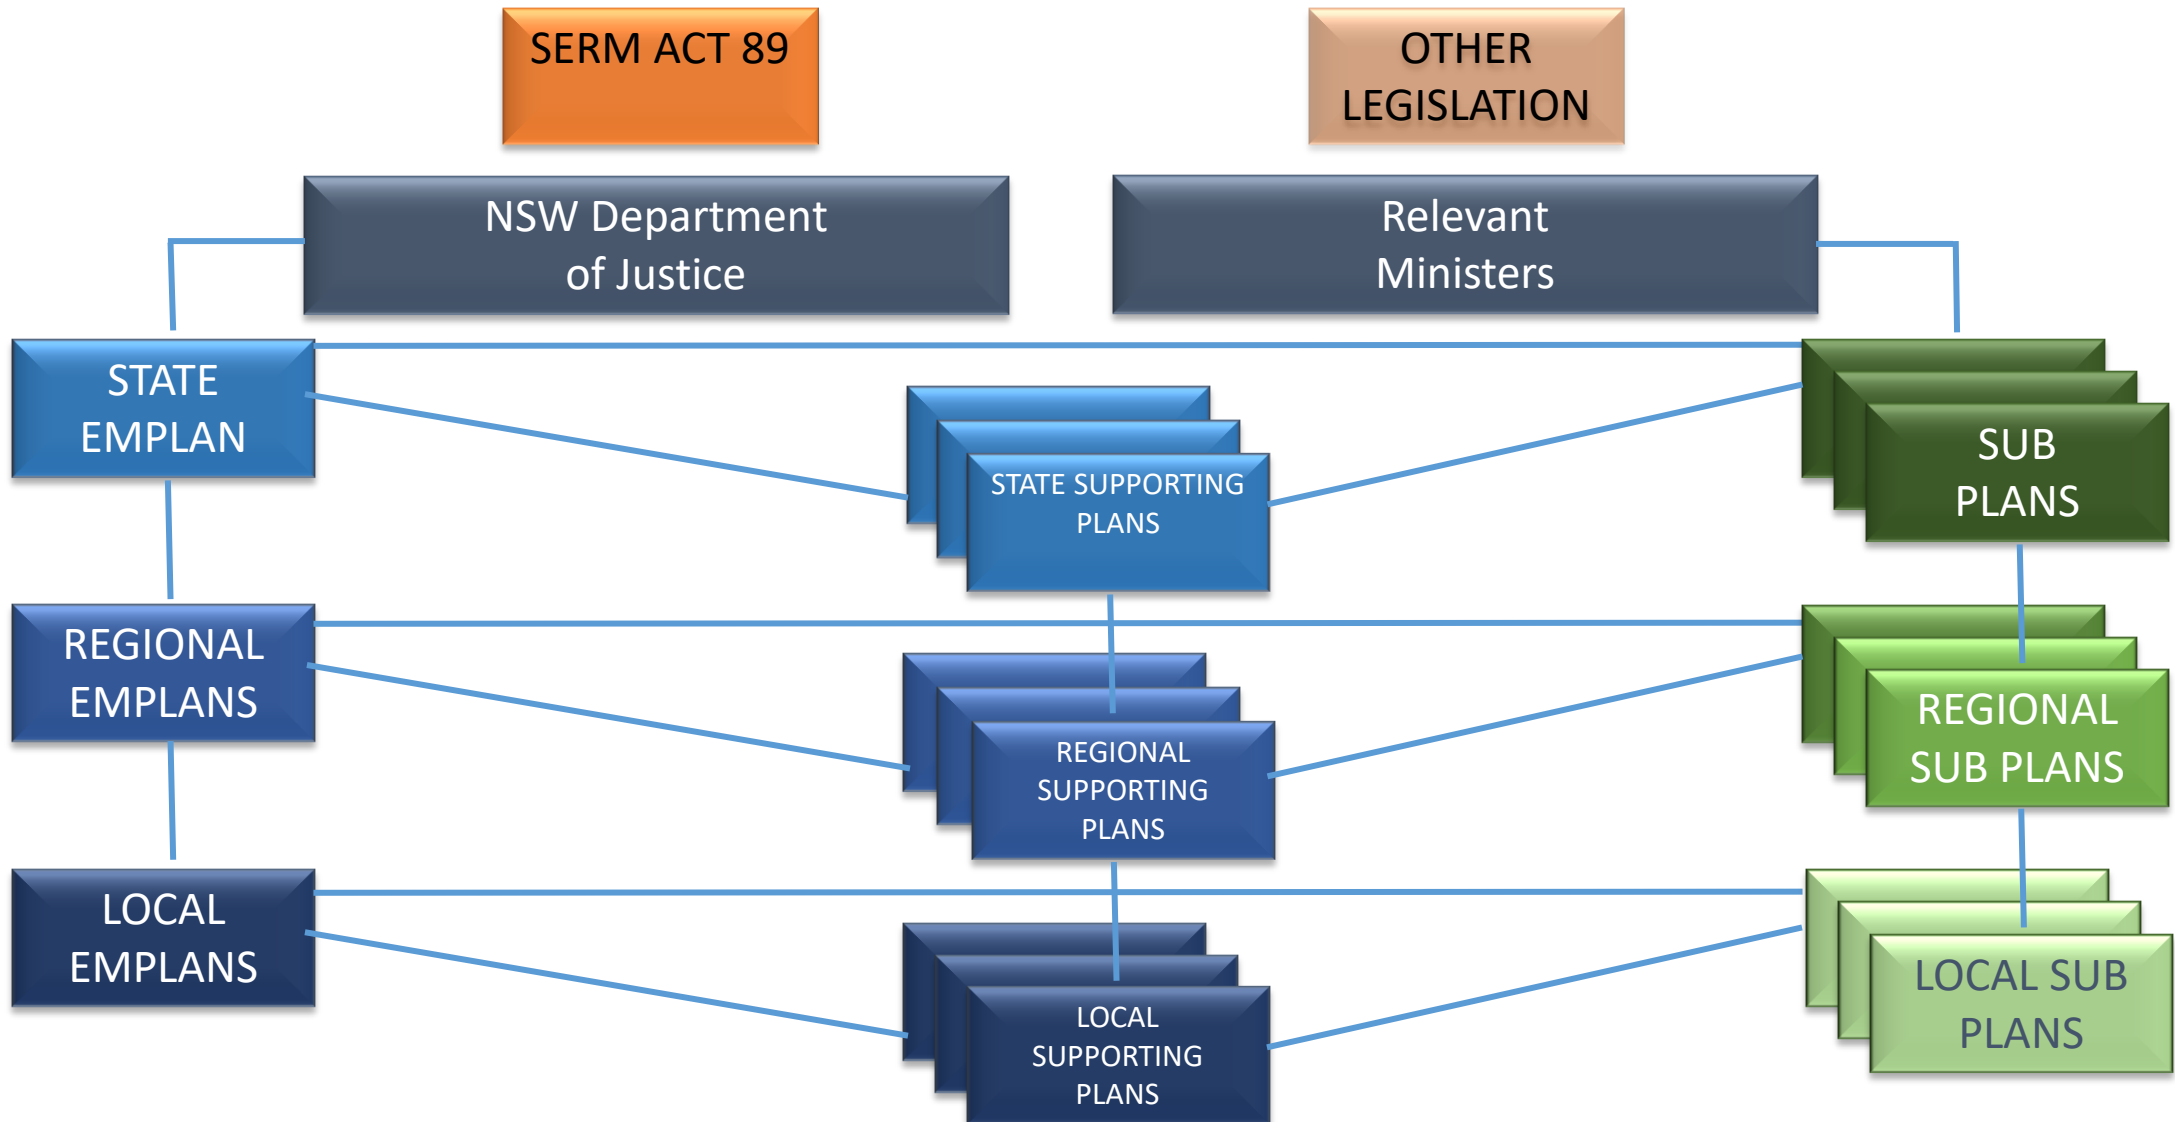 SERM ACT 89
OTHER
LEGISLATION
NSW Department
of Justice
Relevant
Ministers
STATE
EMPLAN
STATE SUPPORTING
PLANS
SUB
PLANS
REGIONAL
EMPLANS
REGIONAL
SUPPORTING
PLANS
REGIONAL
SUB PLANS
LOCAL
EMPLANS
LOCAL
SUPPORTING
PLANS
LOCAL SUB
PLANS